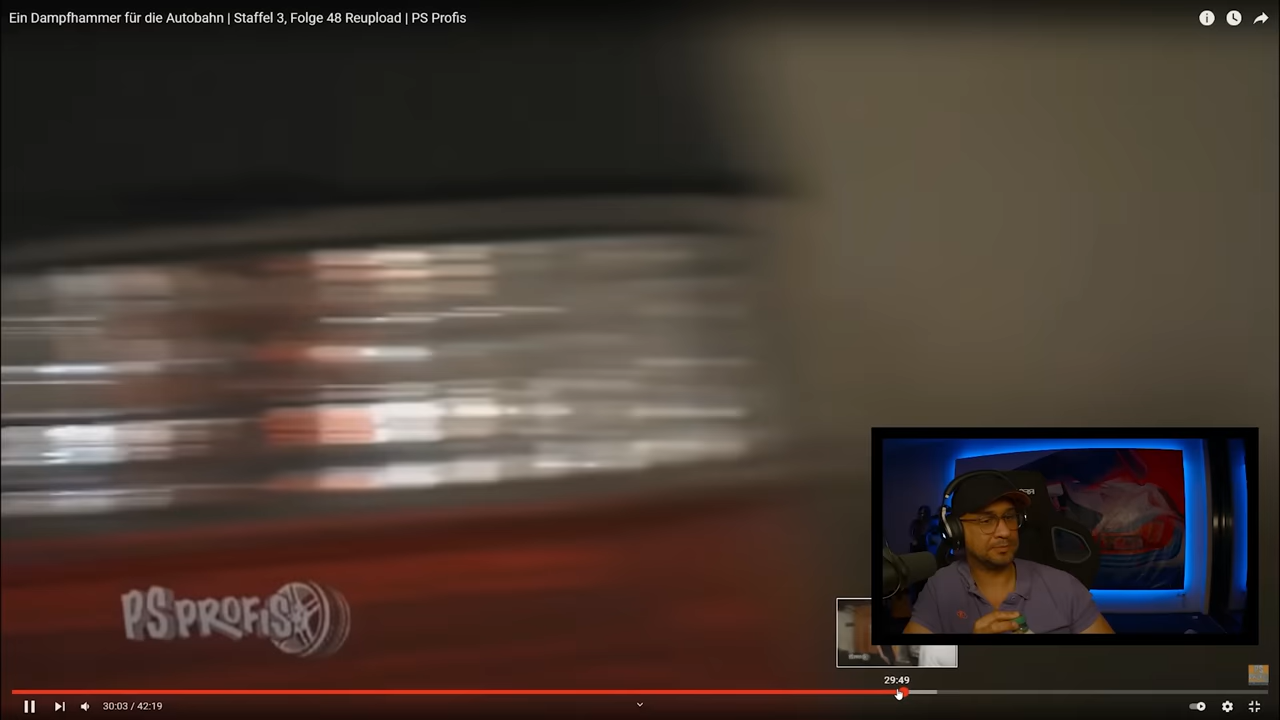 Ein Dampfhammer für die Autobahn | Staffel 3, Folge 48 Reupload | PS Profis
PS PROFIS
29:49
30:03 / 42:19